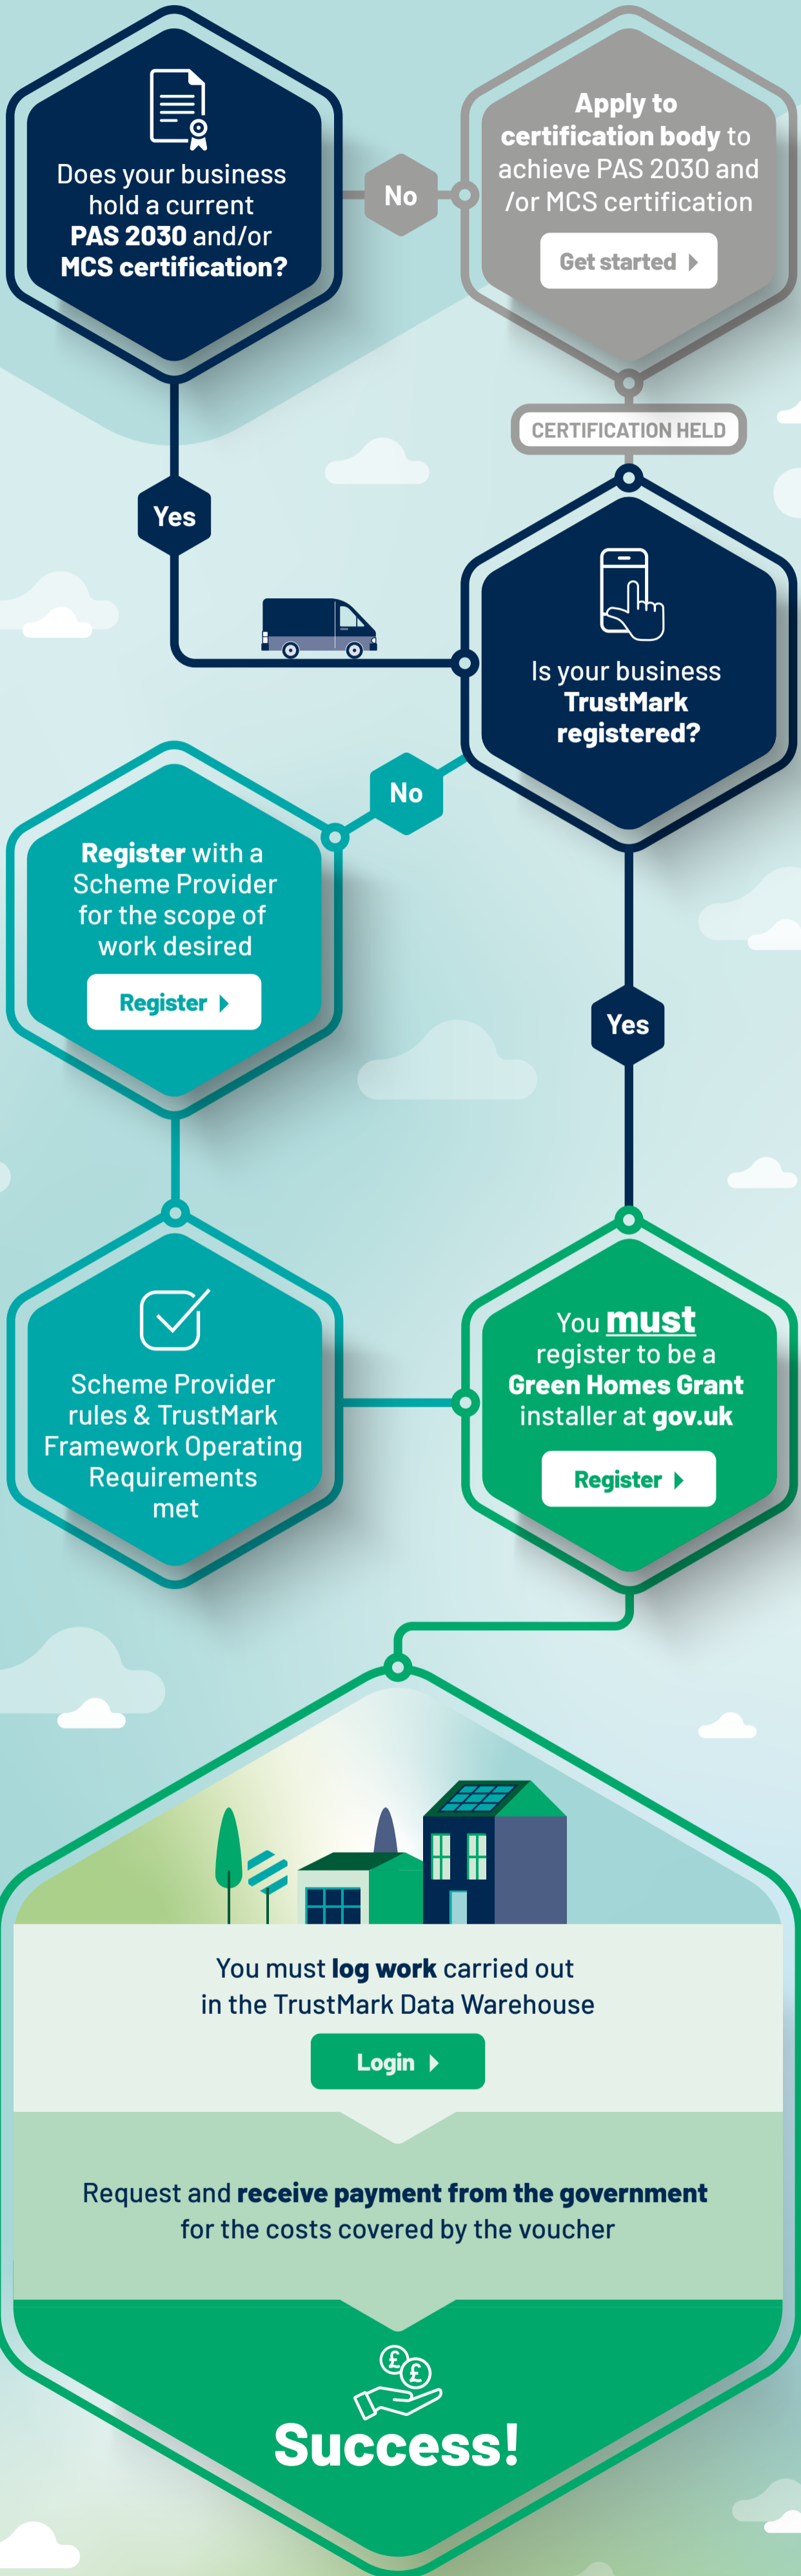 Does your business
hold a current
PAS 2030 and/or
MCS certification?
No
Apply to
certification body to
achieve PAS 2030 and
/or MCS certification
Get started
CERTIFICATION HELD
Yes
Is your business
TrustMark
registered?
No
Register with a
Scheme Provider
for the scope of
work desired
Register
Yes
Scheme Provider
rules & TrustMark
Framework Operating
Requirements
met
You must
register to be a
Green Homes Grant
installer at gov.uk
Register
You must log work carried out
in the TrustMark Data Warehouse
Login
Request and receive payment from the government
for the costs covered by the voucher
£
£
Success!